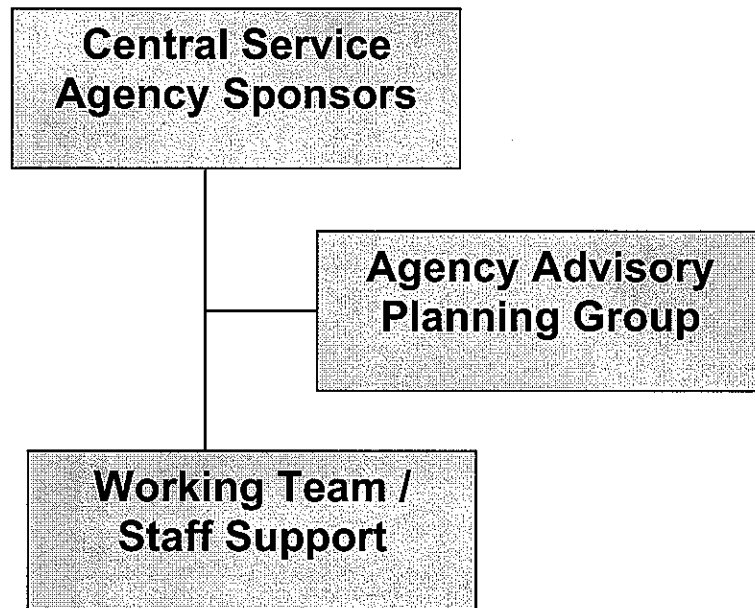 Central Service
Agency Sponsors
Agency Advisory
Planning Group
Working Team /
Staff Support